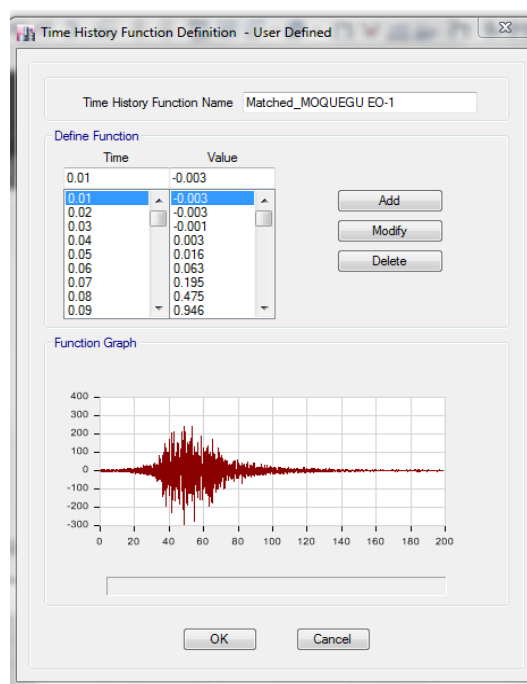 Time History Function Definition - User Defined
Time History Function Name Matched_MOQUEGU EO-1
Define Function
Time Value
0.01 -0.003
0.01 -0.003
0.02 -0.003
0.03 -0.001
0.04 0.003
0.05 0.016
0.06 0.063
0.07 0.195
0.08 0.475
0.09 0.946
Add
Modify
Delete
Function Graph
400
300
200
100
0
-100
-200
-300
0 20 40 60 80 100 120 140 160 180 200
OK Cancel